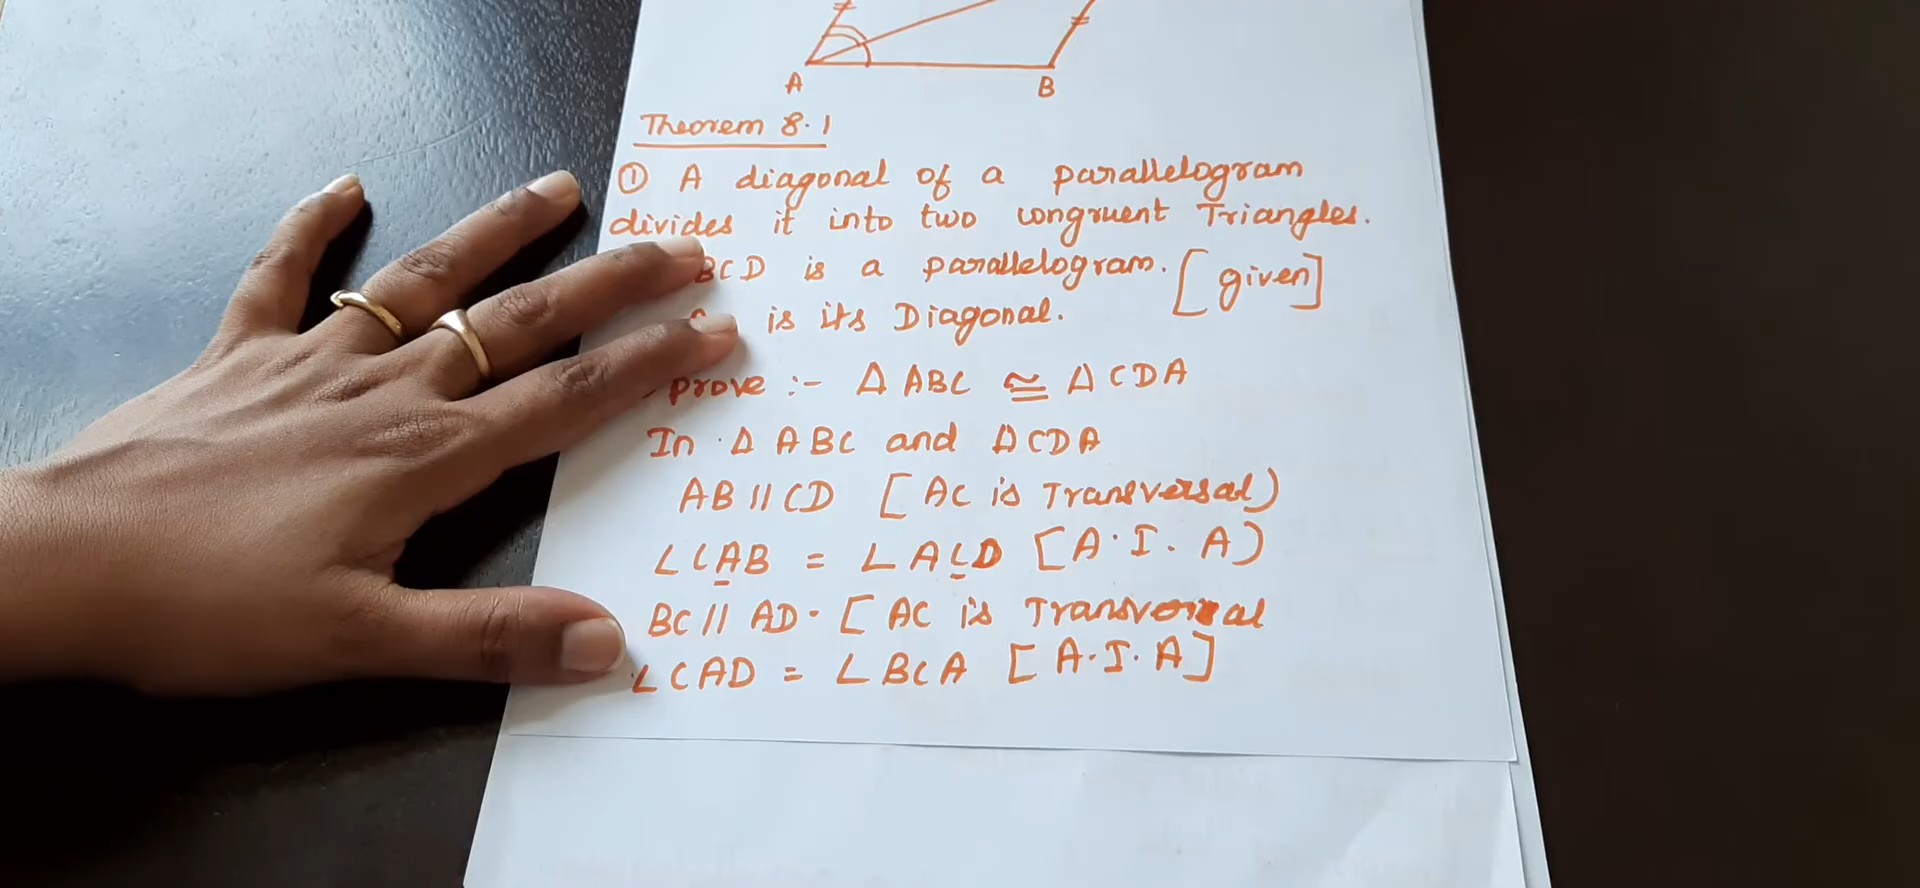 A B
Theorem 8.1
① A diagonal of a parallelogram
divides it into two congruent Triangles.
BCD is a parallelogram. [given]
is its Diagonal.
prove :- Δ ABC ≅ Δ CDA
In Δ ABC and Δ CDA
AB || CD [AC is Transversal)
∠CAB = ∠ACD [A.I.A)
BC || AD. [AC is Transversal
∠CAD = ∠BCA [A.I.A]